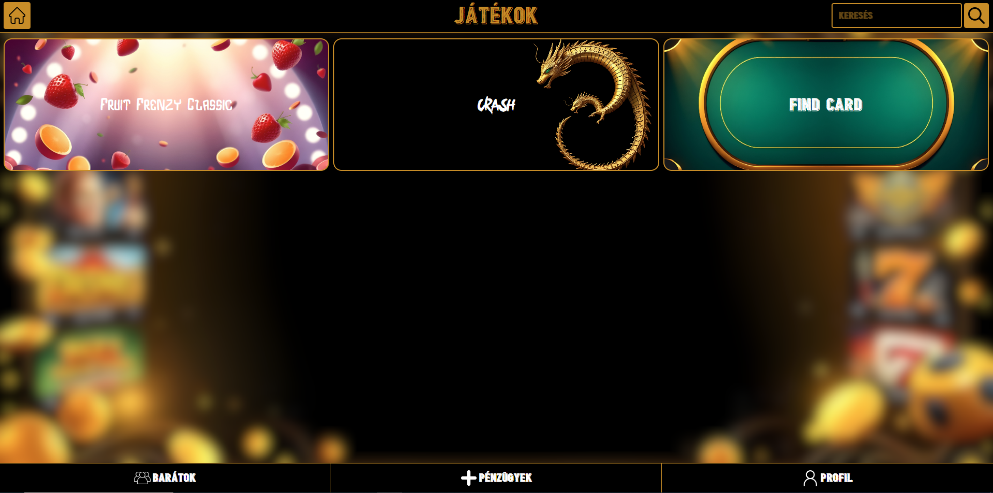 JÁTÉKOK
KERESÉS
Fruit Frenzy Classic
CRASH
FIND CARD
BARÁTOK
PÉNZÜGYEK
PROFIL